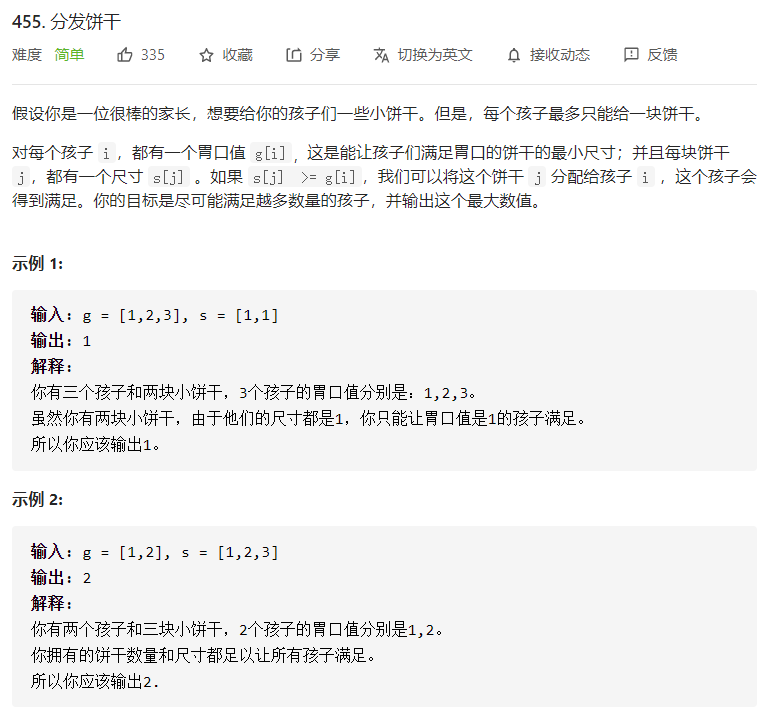 455. 分发饼干
难度 简单 335 收藏 分享 切换为英文 接收动态 反馈
假设你是一位很棒的家长，想要给你的孩子们一些小饼干。但是，每个孩子最多只能给一块饼干。
对每个孩子 i，都有一个胃口值 g[i]，这是能让孩子们满足胃口的饼干的最小尺寸；并且每块饼干
j，都有一个尺寸 s[j] 。如果 s[j] >= g[i]，我们可以将这个饼干 j 分配给孩子 i ，这个孩子会
得到满足。你的目标是尽可能满足越多数量的孩子，并输出这个最大数值。
示例 1:
输入: g = [1,2,3], s = [1,1]
输出: 1
解释:
你有三个孩子和两块小饼干，3个孩子的胃口值分别是：1,2,3。
虽然你有两块小饼干，由于他们的尺寸都是1，你只能让胃口值是1的孩子满足。
所以你应该输出1。
示例 2:
输入: g = [1,2], s = [1,2,3]
输出: 2
解释:
你有两个孩子和三块小饼干，2个孩子的胃口值分别是1,2。
你拥有的饼干数量和尺寸都足以让所有孩子满足。
所以你应该输出2.